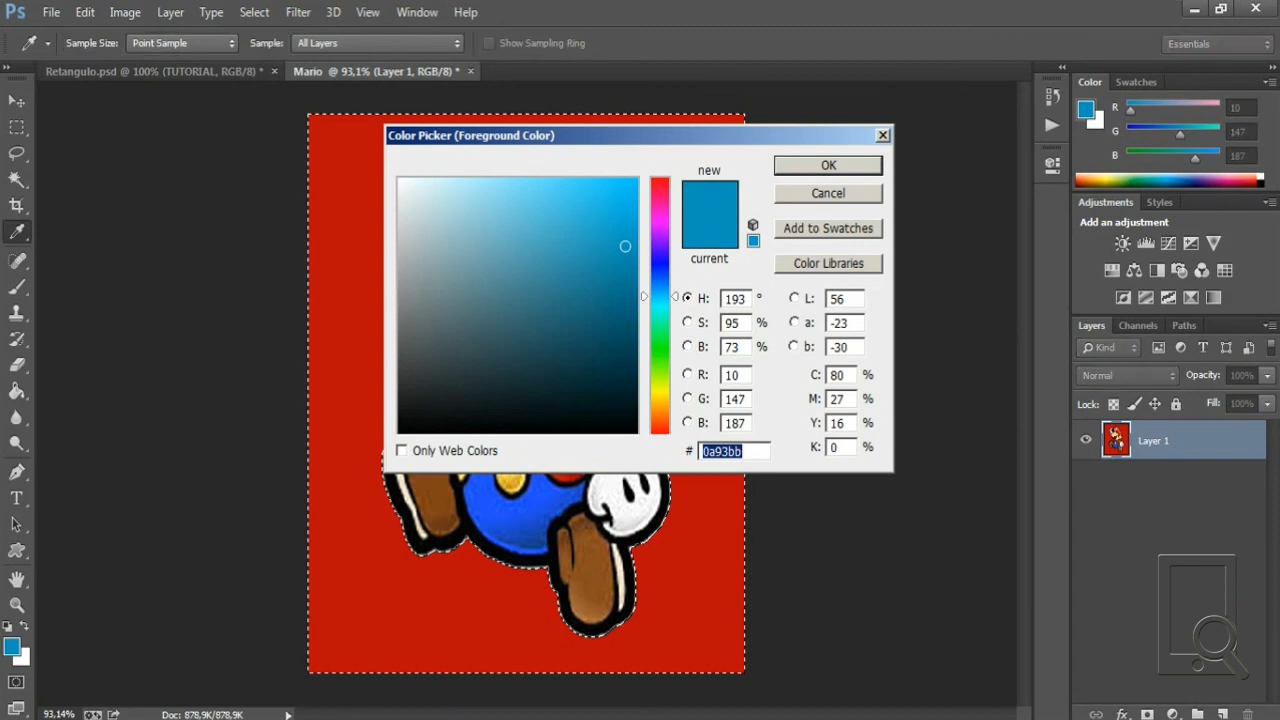 Ps File Edit Image Layer Type Select Filter 3D View Window Help
Sample Size: Point Sample Sample: All Layers Show Sampling Ring Essentials
Retangulo.psd @ 100% (TUTORIAL, RGB/8) * × Mario @ 93,1% (Layer 1, RGB/8) * ×
Color Picker (Foreground Color)
new
current
OK
Cancel
Add to Swatches
Color Libraries
H: 193 °
S: 95 %
B: 73 %
R: 10
G: 147
B: 187
# 0a93bb
L: 56
a: -23
b: -30
C: 80 %
M: 27 %
Y: 16 %
K: 0 %
Only Web Colors
Color Swatches
R 10
G 147
B 187
Adjustments Styles
Add an adjustment
Layers Channels Paths
Kind
Normal Opacity: 100%
Lock: Fill: 100%
Layer 1
T
fx
93,14% Doc: 878,9K/878,9K